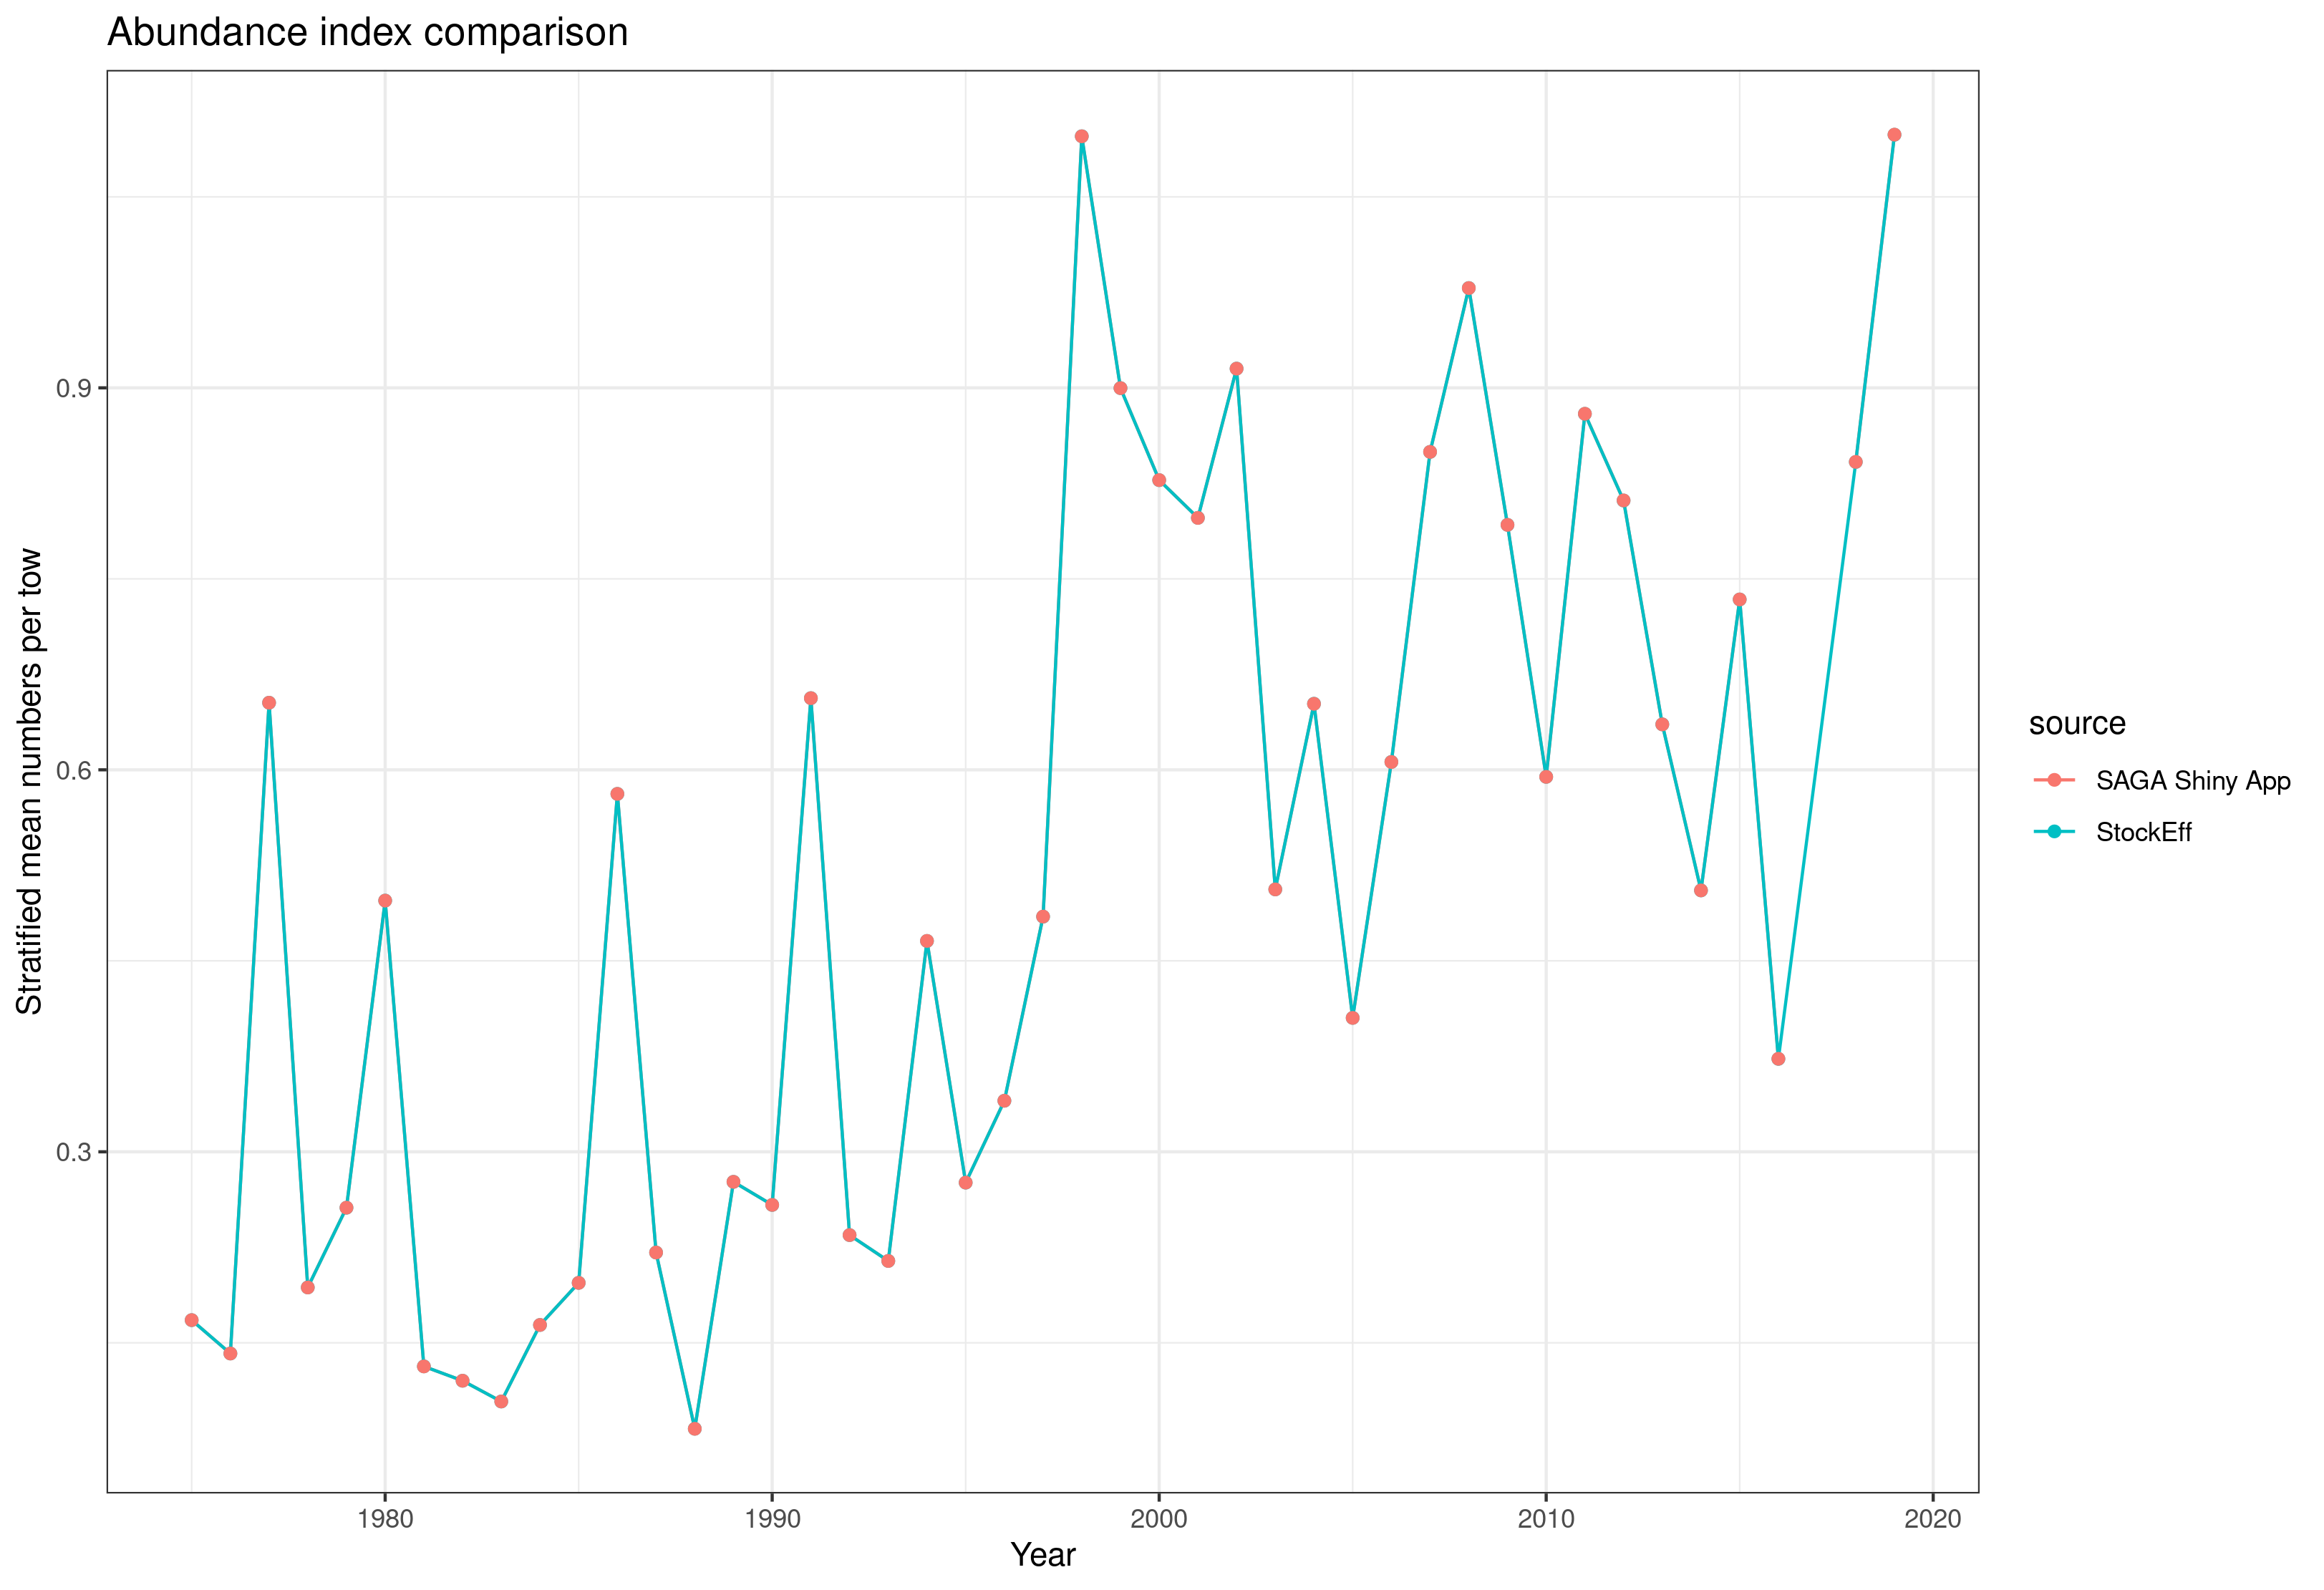 Abundance index comparison
Stratified mean numbers per tow
0.9
0.6
0.3
1980
1990
2000
2010
2020
Year
source
SAGA Shiny App
StockEff